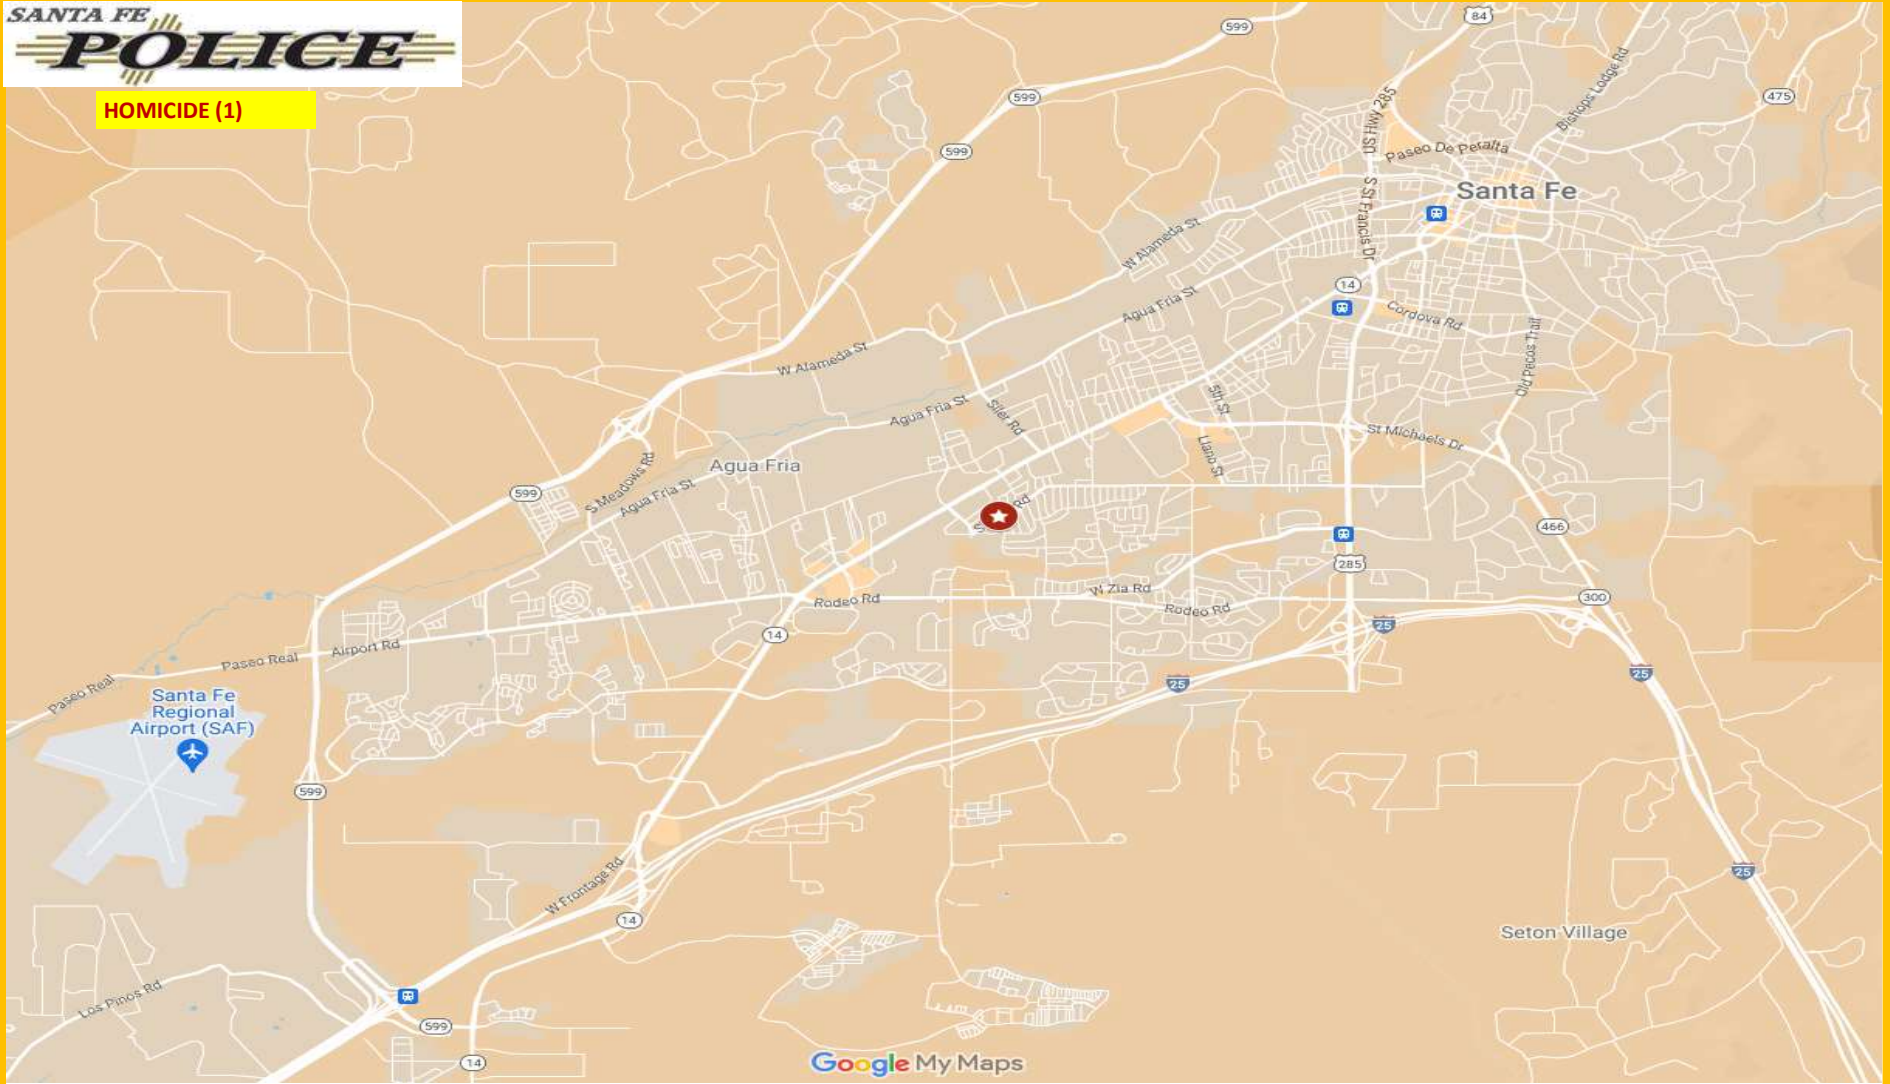 SANTA FE
POLICE
HOMICIDE (1)
599
84
599
475
599
US Hwy 285
Bishops Lodge Rd
Paseo De Peralta
Santa Fe
S St Francis Dr
W Alameda St
14
Agua Fria St
Cordova Rd
W Alameda St
Old Pecos Trail
5th St
Agua Fria St
Siler Rd
St Michaels Dr
Llano St
Agua Fria
S Meadows Rd
Agua Fria St
599
Rd
466
285
W Zia Rd
Rodeo Rd
Rodeo Rd
300
25
14
Airport Rd
Paseo Real
Paseo Real
25
25
Santa Fe
Regional
Airport (SAF)
599
W Frontage Rd
25
14
Seton Village
Los Pinos Rd
599
14
Google My Maps